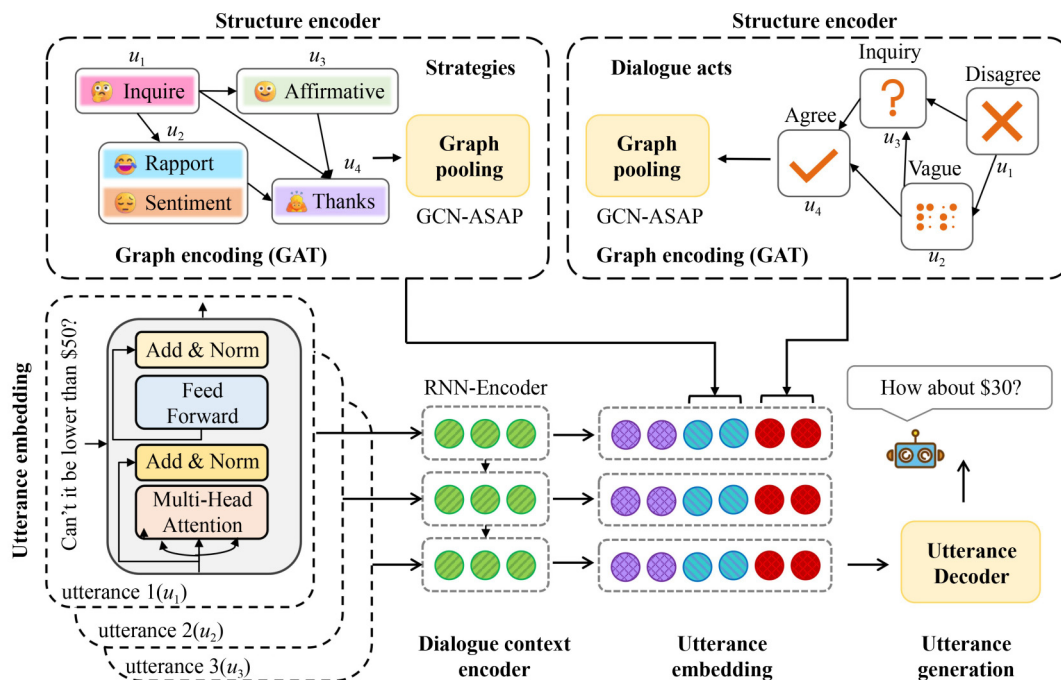 Structure encoder
Structure encoder
u1
u3
Inquire
Affirmative
Strategies
u2
Rapport
Sentiment
u4
Thanks
Graph
pooling
GCN-ASAP
Graph encoding (GAT)
Dialogue acts
Inquiry
Disagree
Agree
u3
u1
Vague
u4
u2
Graph
pooling
GCN-ASAP
Graph encoding (GAT)
Utterance embedding
Can't it be lower than $50?
Add & Norm
Feed
Forward
Add & Norm
Multi-Head
Attention
utterance 1(u1)
utterance 2(u2)
utterance 3(u3)
RNN-Encoder
How about $30?
Utterance
Decoder
Dialogue context
encoder
Utterance
embedding
Utterance
generation